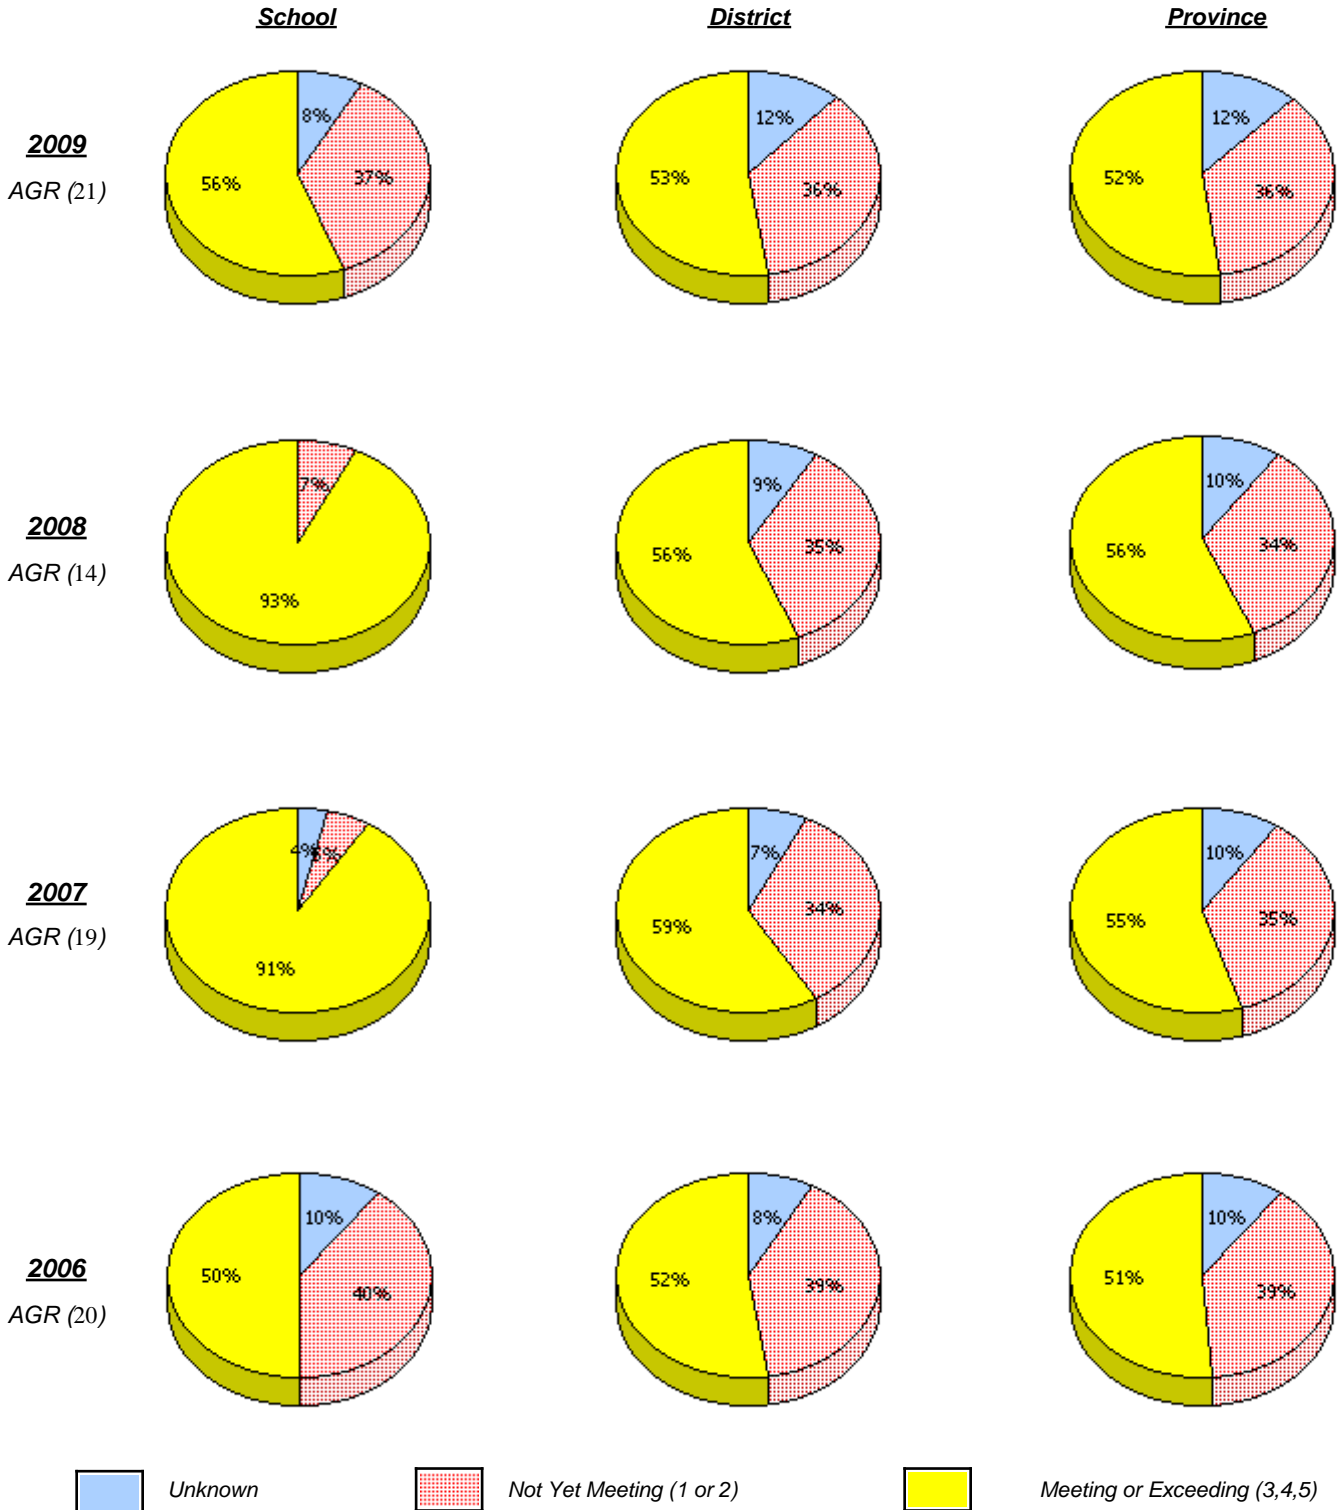 School District Province
8% 12% 12%
2009
56% 37% 53% 36% 52% 36%
AGR (21)
7% 9% 10%
2008
56% 35% 56% 34%
AGR (14)
93%
4% 7% 10%
2007
59% 34% 55% 35%
AGR (19)
91%
10% 8% 10%
2006
50% 40% 52% 39% 51% 39%
AGR (20)
Unknown Not Yet Meeting (1 or 2) Meeting or Exceeding (3,4,5)